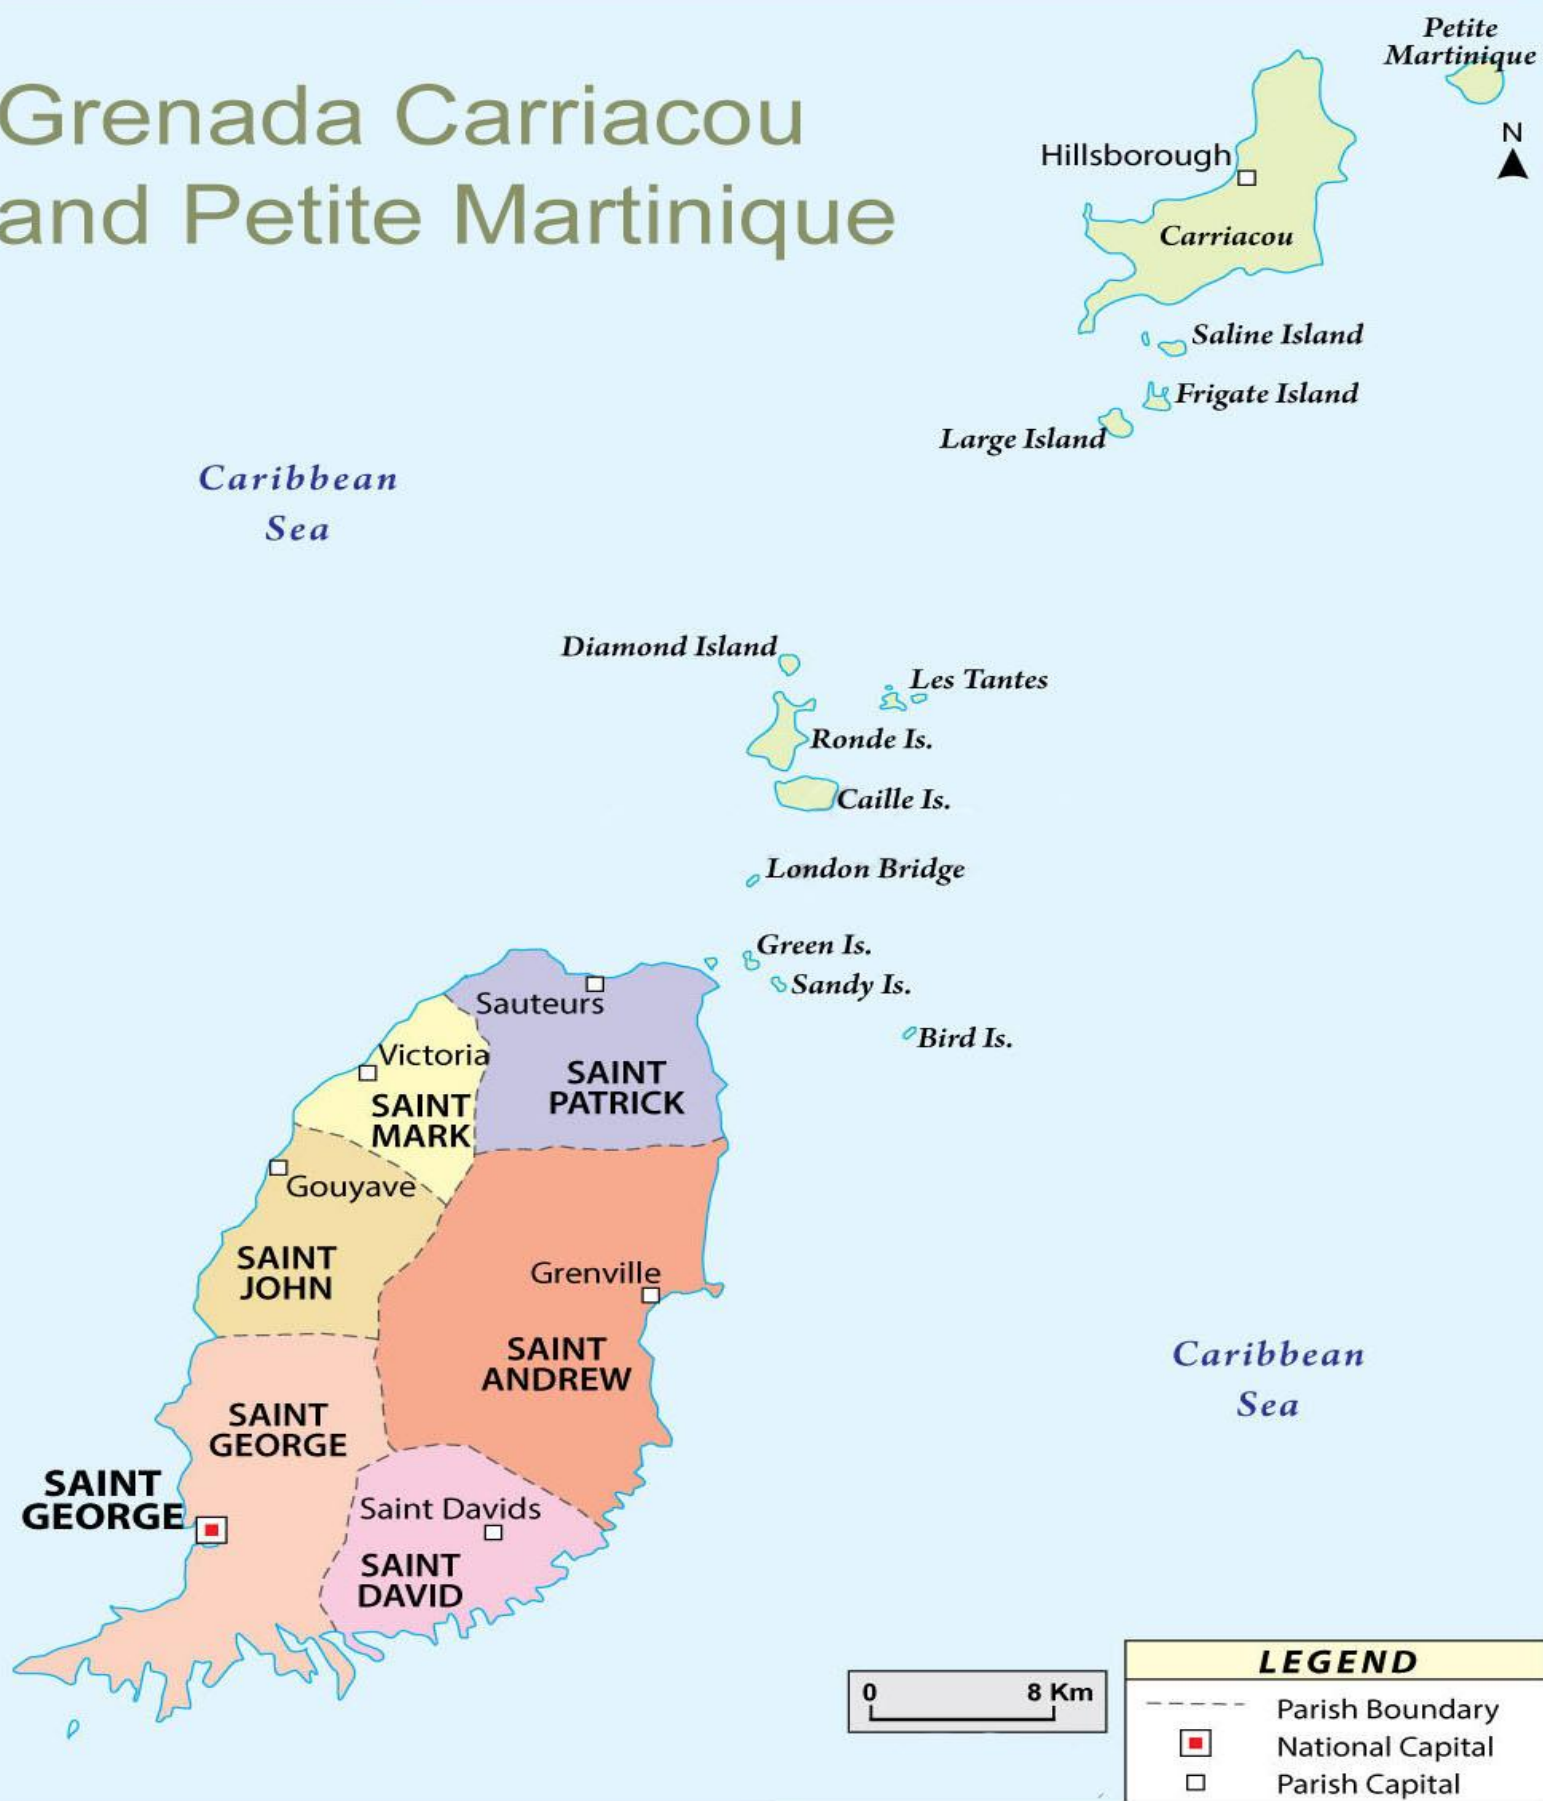 Grenada Carriacou
and Petite Martinique
Petite
Martinique
N
Hillsborough
Carriacou
Saline Island
Frigate Island
Large Island
Caribbean
Sea
Diamond Island
Les Tantes
Ronde Is.
Caille Is.
London Bridge
Green Is.
Sandy Is.
Bird Is.
Sauteurs
SAINT
PATRICK
Victoria
SAINT
MARK
Gouyave
SAINT
JOHN
Grenville
SAINT
ANDREW
SAINT
GEORGE
SAINT
GEORGE
Saint Davids
SAINT
DAVID
Caribbean
Sea
0 8 Km
LEGEND
Parish Boundary
National Capital
Parish Capital